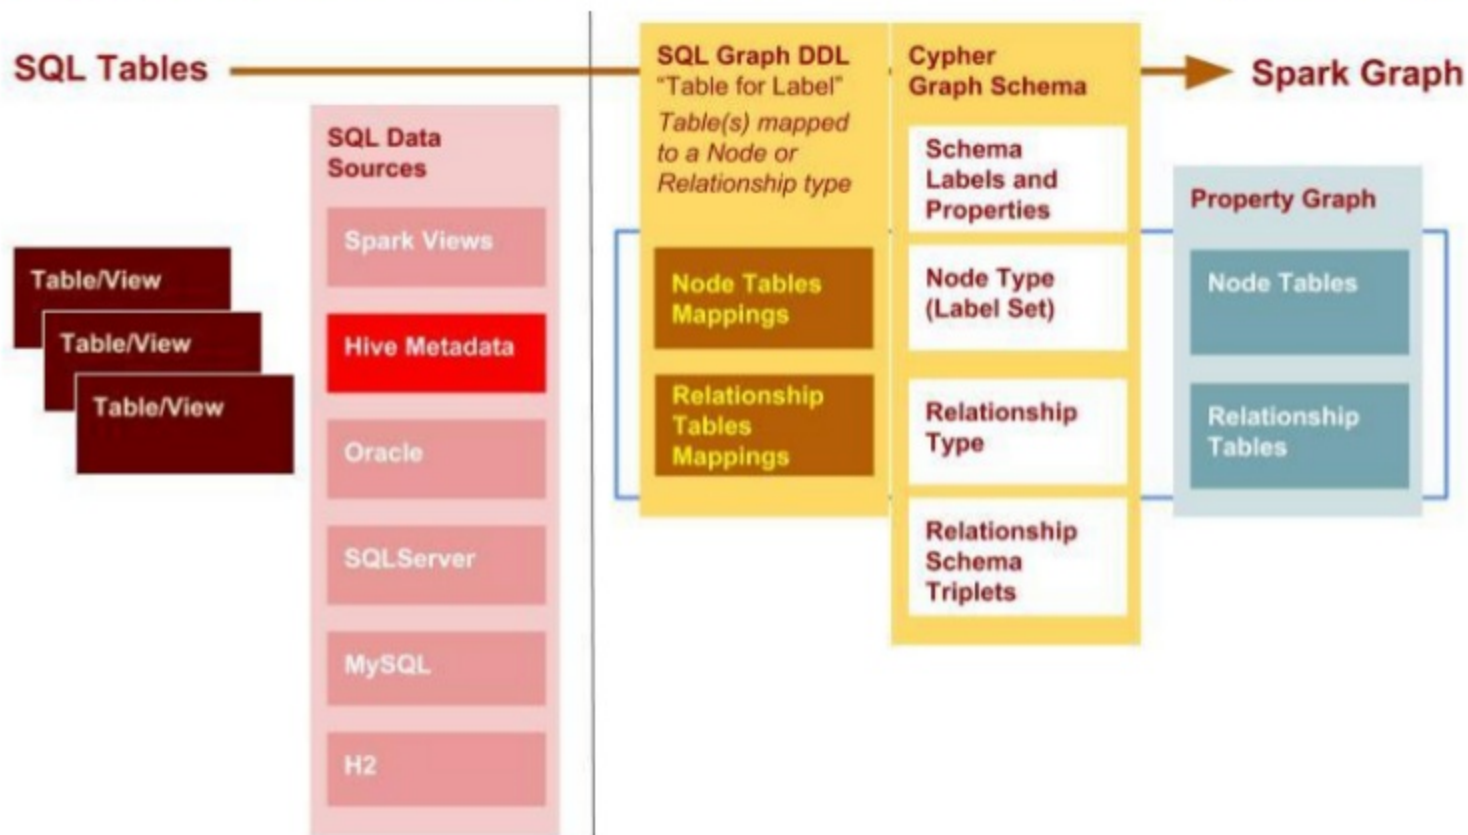 SQL Tables
Table/View
Table/View
Table/View
SQL Data
Sources
Spark Views
Hive Metadata
Oracle
SQLServer
MySQL
H2
SQL Graph DDL
“Table for Label”
Table(s) mapped
to a Node or
Relationship type
Node Tables
Mappings
Relationship
Tables
Mappings
Cypher
Graph Schema
Schema
Labels and
Properties
Node Type
(Label Set)
Relationship
Type
Relationship
Schema
Triplets
Spark Graph
Property Graph
Node Tables
Relationship
Tables